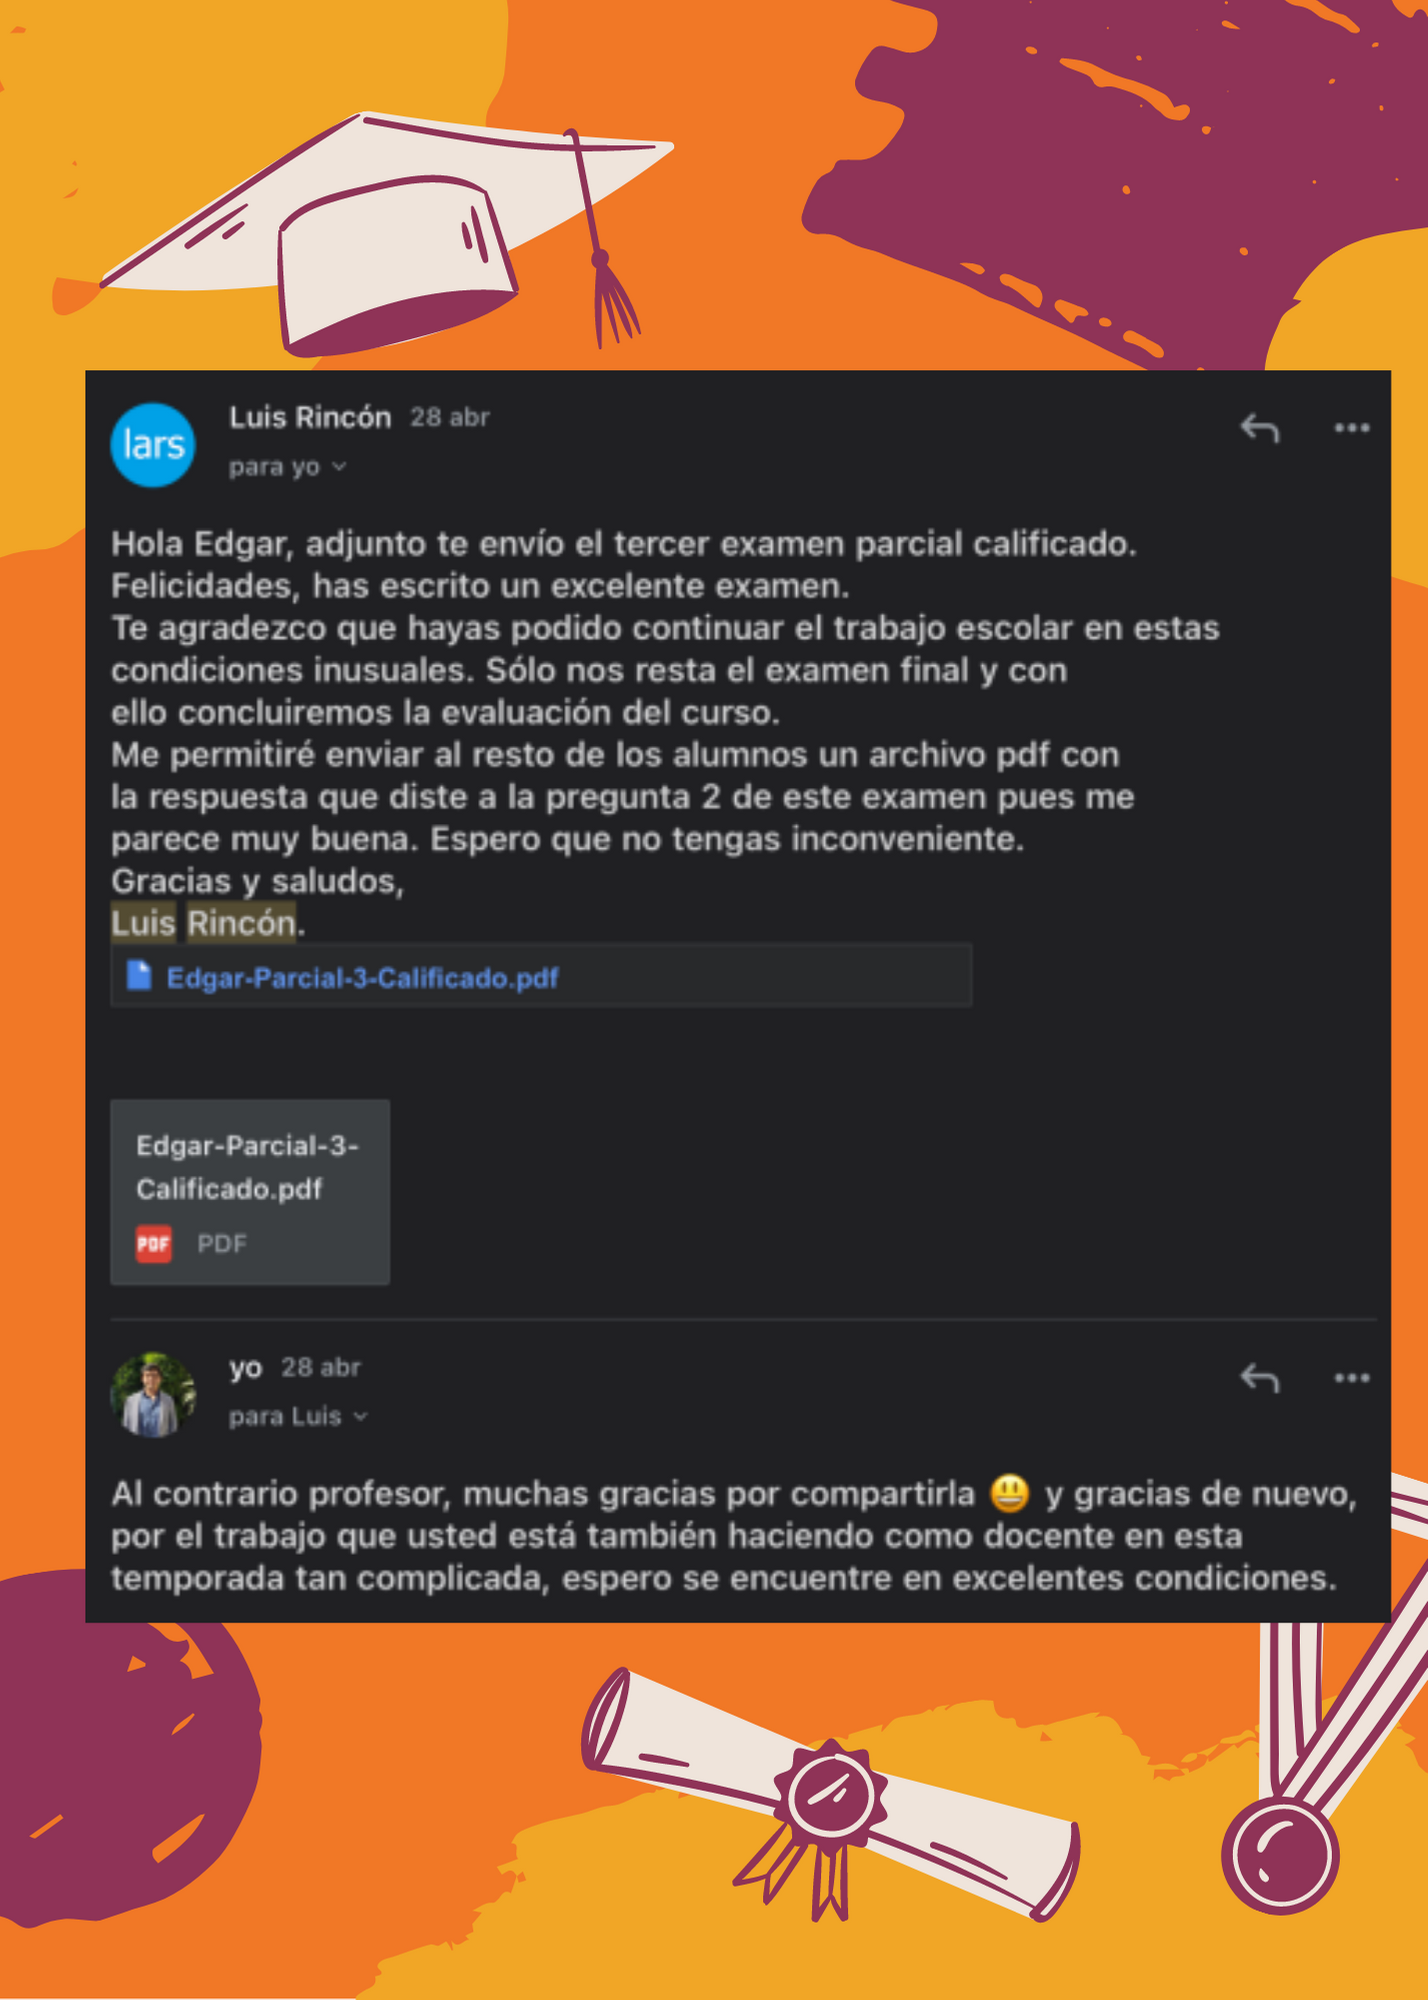 lars
Luis Rincón 28 abr
para yo
Hola Edgar, adjunto te envío el tercer examen parcial calificado.
Felicidades, has escrito un excelente examen.
Te agradezco que hayas podido continuar el trabajo escolar en estas
condiciones inusuales. Sólo nos resta el examen final y con
ello concluiremos la evaluación del curso.
Me permitiré enviar al resto de los alumnos un archivo pdf con
la respuesta que diste a la pregunta 2 de este examen pues me
parece muy buena. Espero que no tengas inconveniente.
Gracias y saludos,
Luis Rincón.
Edgar-Parcial-3-Calificado.pdf
Edgar-Parcial-3-
Calificado.pdf
PDF PDF
yo 28 abr
para Luis
Al contrario profesor, muchas gracias por compartirla 😃 y gracias de nuevo,
por el trabajo que usted está también haciendo como docente en esta
temporada tan complicada, espero se encuentre en excelentes condiciones.